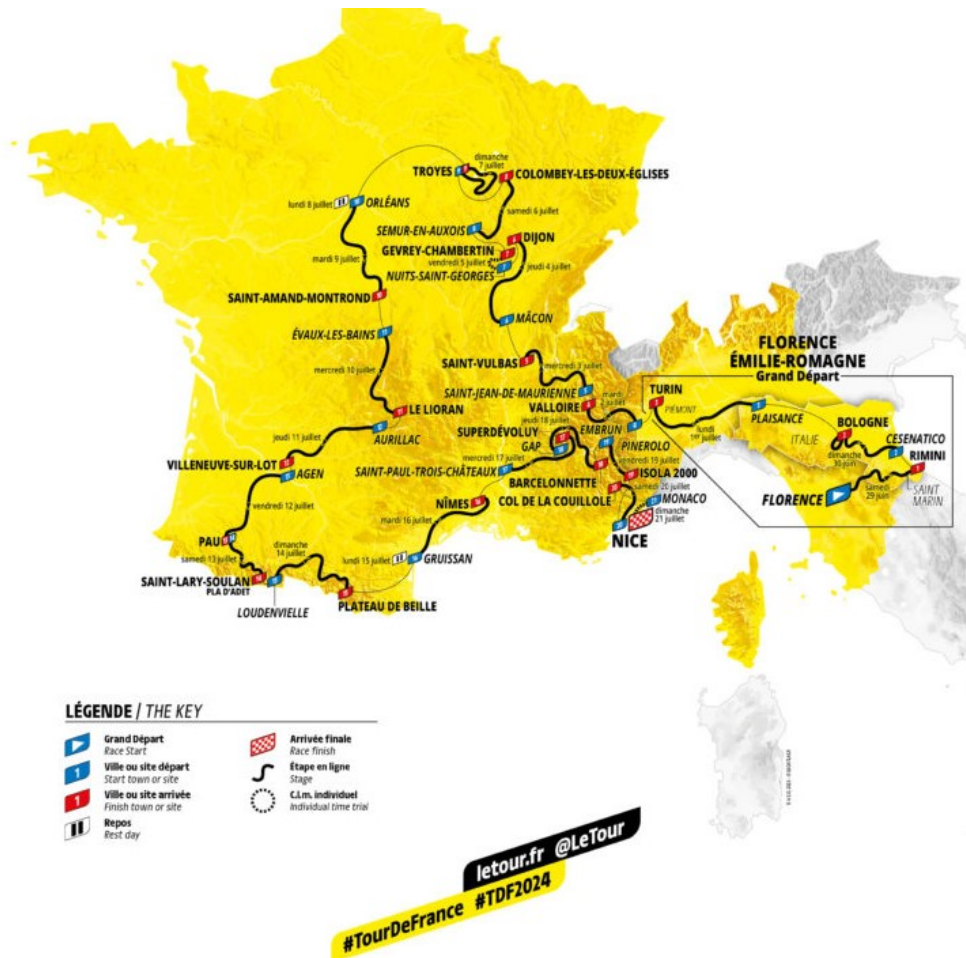 dimanche
7 juillet
TROYES
COLOMBEY-LES-DEUX-ÉGLISES
lundi 8 juillet
ORLÉANS
samedi 6 juillet
SEMUR-EN-AUXOIS
DIJON
GEVREY-CHAMBERTIN
vendredi 5 juillet
jeudi 4 juillet
NUITS-SAINT-GEORGES
mardi 9 juillet
SAINT-AMAND-MONTROND
MÂCON
ÉVAUX-LES-BAINS
SAINT-VULBAS
mercredi 3 juillet
mercredi 10 juillet
SAINT-JEAN-DE-MAURIENNE
mardi
2 juillet
VALLOIRE
LE LIORAN
jeudi 18 juillet
SUPERDÉVOLUY
EMBRUN
PINEROLO
jeudi 11 juillet
AURILLAC
GAP
mercredi 17 juillet
vendredi 19 juillet
VILLENEUVE-SUR-LOT
AGEN
SAINT-PAUL-TROIS-CHÂTEAUX
ISOLA 2000
BARCELONNETTE
samedi 20 juillet
COL DE LA COUILLOLE
MONACO
vendredi 12 juillet
NÎMES
dimanche
21 juillet
mardi 16 juillet
NICE
PAU
samedi 13 juillet
dimanche
14 juillet
lundi 15 juillet
GRUISSAN
SAINT-LARY-SOULAN
PLA D'ADET
LOUDENVIELLE
PLATEAU DE BEILLE
FLORENCE
ÉMILIE-ROMAGNE
Grand Départ
TURIN
PIÉMONT
lundi
1er juillet
PLAISANCE
BOLOGNE
ITALIE
CESENATICO
dimanche
30 juin
RIMINI
samedi
29 juin
FLORENCE
SAINT
MARIN
LÉGENDE / THE KEY
Grand Départ
Race Start
1
Ville ou site départ
Start town or site
1
Ville ou site arrivée
Finish town or site
Repos
Rest day
Arrivée finale
Race finish
Étape en ligne
Stage
C.l.m. individuel
Individual time trial
letour.fr @LeTour
#TourDeFrance #TDF2024